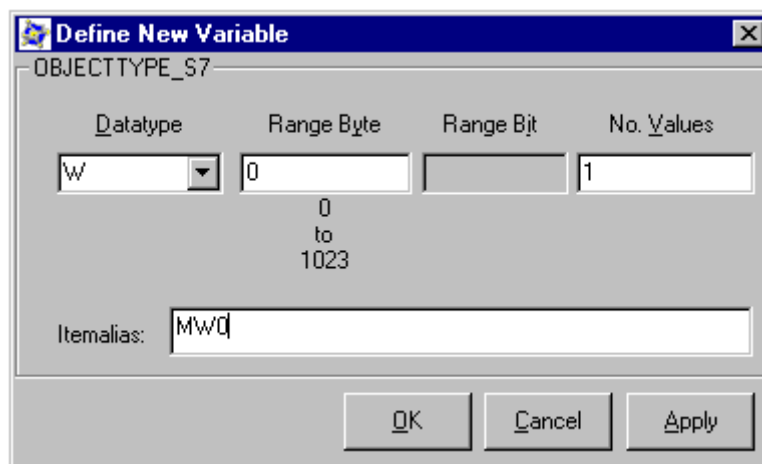 Define New Variable
OBJECTTYPE_S7
Datatype Range Byte Range Bit No. Values
W 0 1
0
to
1023
Itemalias: MW0
OK Cancel Apply